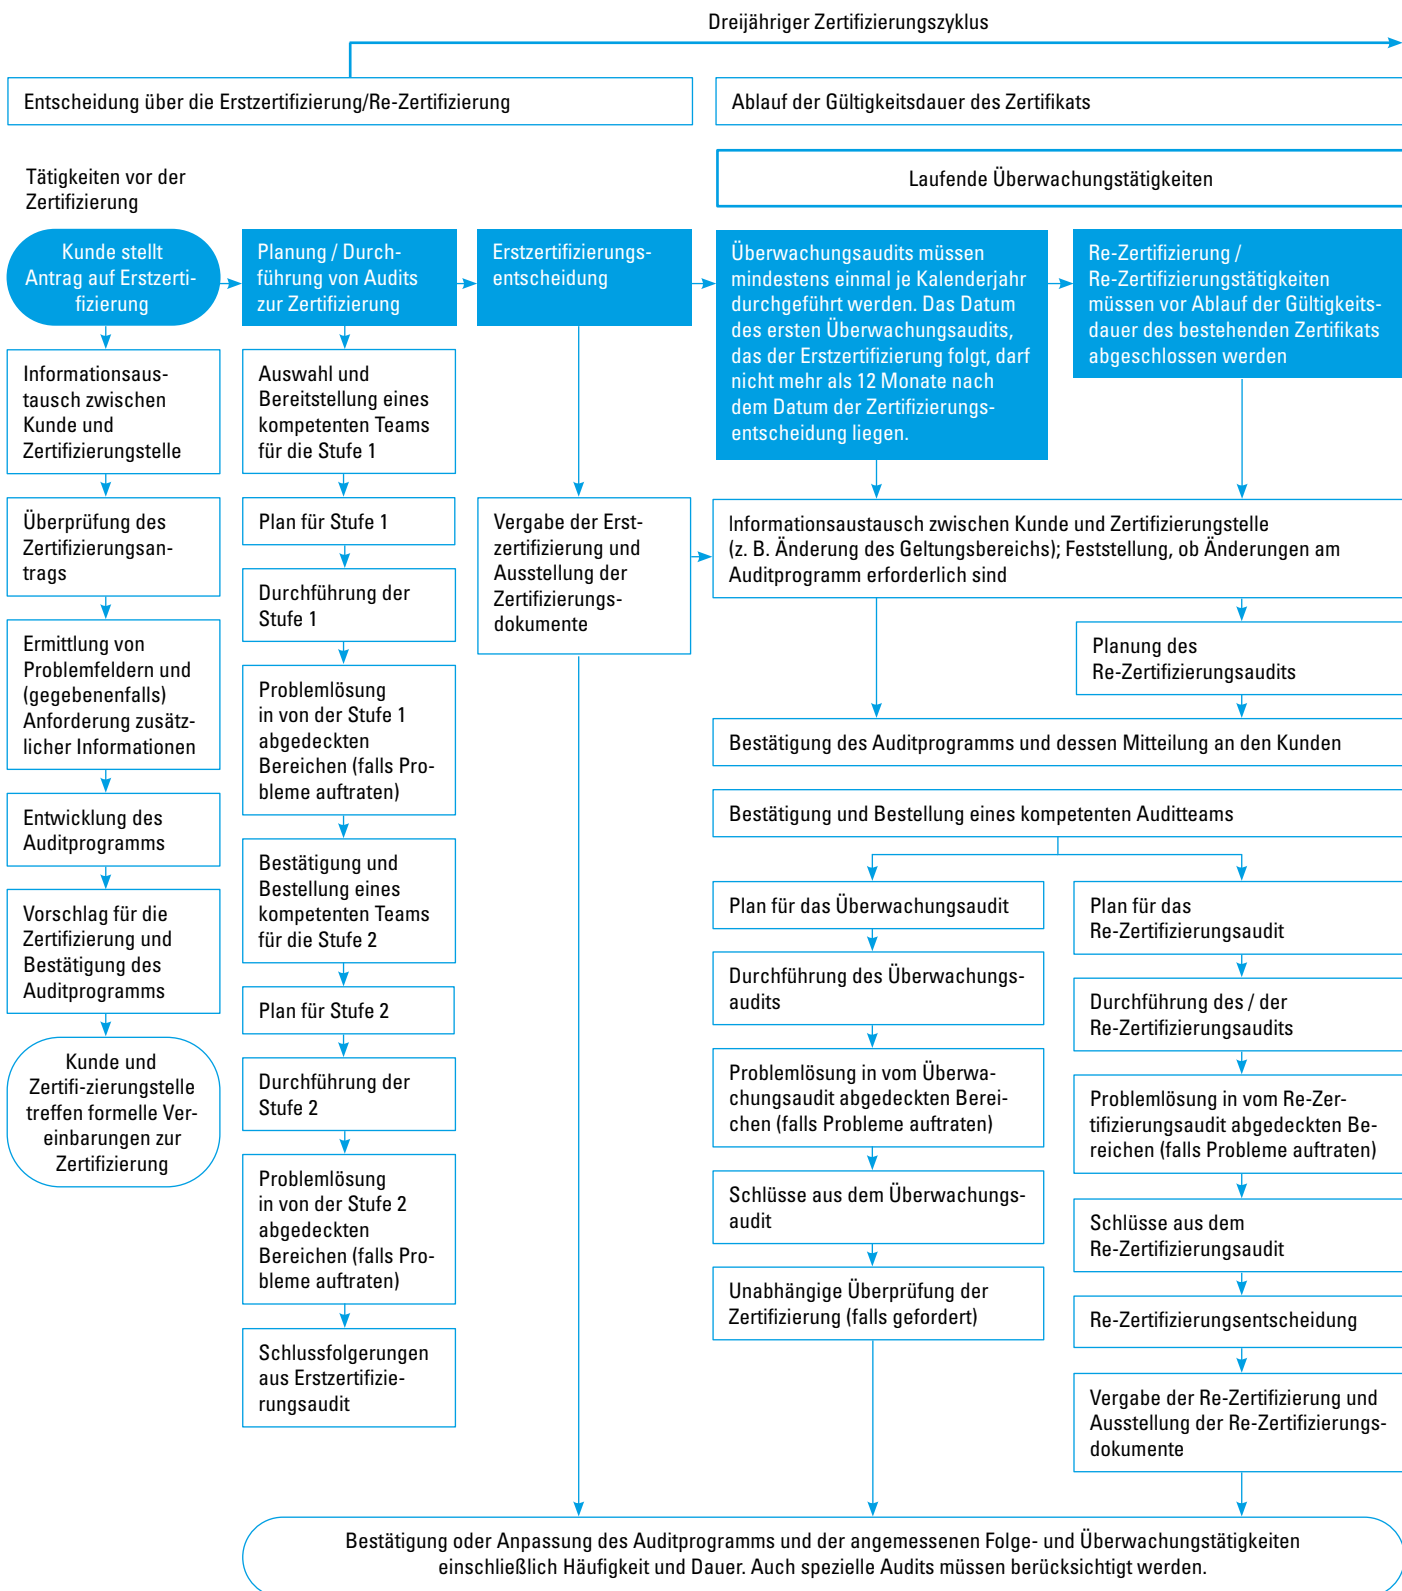 Dreijähriger Zertifizierungszyklus
Entscheidung über die Erstzertifizierung/Re-Zertifizierung
Ablauf der Gültigkeitsdauer des Zertifikats
Laufende Überwachungstätigkeiten
Tätigkeiten vor der
Zertifizierung
Kunde stellt
Antrag auf Erstzerti-
fizierung
Informationsaus-
tausch zwischen
Kunde und
Zertifizierungstelle
Überprüfung des
Zertifizierungsan-
trags
Ermittlung von
Problemfeldern und
(gegebenenfalls)
Anforderung zusätz-
licher Informationen
Entwicklung des
Auditprogramms
Vorschlag für die
Zertifizierung und
Bestätigung des
Auditprogramms
Kunde und
Zertifi-zierungstelle
treffen formelle Ver-
einbarungen zur
Zertifizierung
Planung / Durch-
führung von Audits
zur Zertifizierung
Auswahl und
Bereitstellung eines
kompetenten Teams
für die Stufe 1
Plan für Stufe 1
Durchführung der
Stufe 1
Problemlösung
in von der Stufe 1
abgedeckten
Bereichen (falls Pro-
bleme auftraten)
Bestätigung und
Bestellung eines
kompetenten Teams
für die Stufe 2
Plan für Stufe 2
Durchführung der
Stufe 2
Problemlösung
in von der Stufe 2
abgedeckten
Bereichen (falls Pro-
bleme auftraten)
Schlussfolgerungen
aus Erstzertifizie-
rungsaudit
Erstzertifizierungs-
entscheidung
Vergabe der Erst-
zertifizierung und
Ausstellung der
Zertifizierungs-
dokumente
Überwachungsaudits müssen
mindestens einmal je Kalenderjahr
durchgeführt werden. Das Datum
des ersten Überwachungsaudits,
das der Erstzertifizierung folgt, darf
nicht mehr als 12 Monate nach
dem Datum der Zertifizierungs-
entscheidung liegen.
Re-Zertifizierung /
Re-Zertifizierungstätigkeiten
müssen vor Ablauf der Gültigkeits-
dauer des bestehenden Zertifikats
abgeschlossen werden
Informationsaustausch zwischen Kunde und Zertifizierungstelle
(z. B. Änderung des Geltungsbereichs); Feststellung, ob Änderungen am
Auditprogramm erforderlich sind
Planung des
Re-Zertifizierungsaudits
Bestätigung des Auditprogramms und dessen Mitteilung an den Kunden
Bestätigung und Bestellung eines kompetenten Auditteams
Plan für das Überwachungsaudit
Durchführung des Überwachungs-
audits
Problemlösung in vom Überwa-
chungsaudit abgedeckten Berei-
chen (falls Probleme auftraten)
Schlüsse aus dem Überwachungs-
audit
Unabhängige Überprüfung der
Zertifizierung (falls gefordert)
Plan für das
Re-Zertifizierungsaudit
Durchführung des / der
Re-Zertifizierungsaudits
Problemlösung in vom Re-Zer-
tifizierungsaudit abgedeckten Be-
reichen (falls Probleme auftraten)
Schlüsse aus dem
Re-Zertifizierungsaudit
Re-Zertifizierungsentscheidung
Vergabe der Re-Zertifizierung und
Ausstellung der Re-Zertifizierungs-
dokumente
Bestätigung oder Anpassung des Auditprogramms und der angemessenen Folge- und Überwachungstätigkeiten
einschließlich Häufigkeit und Dauer. Auch spezielle Audits müssen berücksichtigt werden.